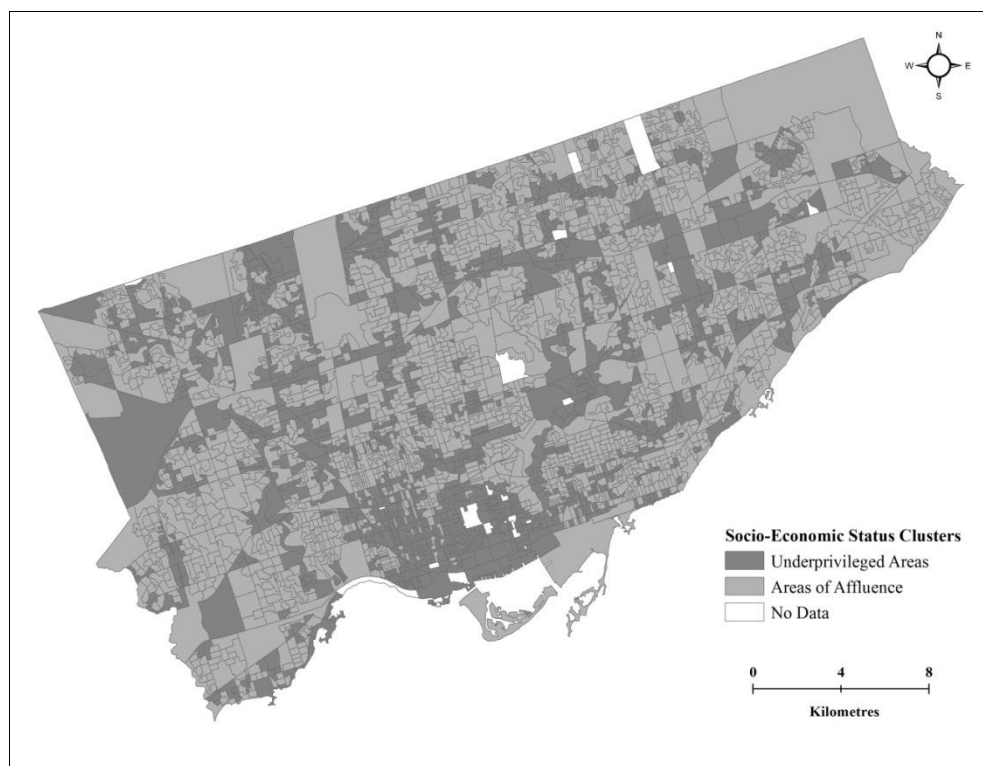 N
W E
S
Socio-Economic Status Clusters
Underprivileged Areas
Areas of Affluence
No Data
0 4 8
Kilometres